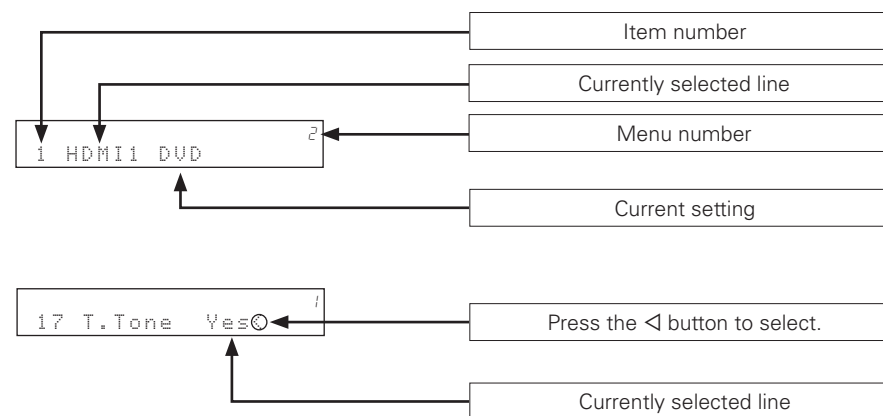 Item number
Currently selected line
2
Menu number
1 HDMI1 DVD
Current setting
1
17 T.Tone Yes
Press the ◁ button to select.
Currently selected line